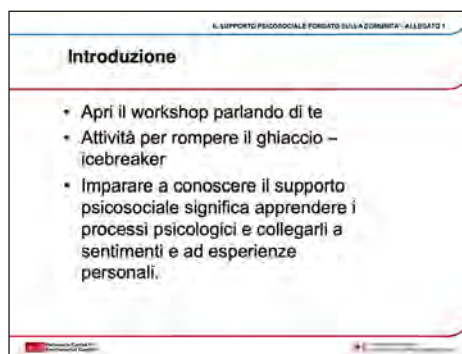 IL SUPPORTO PSICOSOCIALE FONDATO SULLA COMUNITA' - ALLEGATO 1
Introduzione
• Apri il workshop parlando di te
• Attività per rompere il ghiaccio –
icebreaker
• Imparare a conoscere il supporto
psicosociale significa apprendere i
processi psicologici e collegarli a
sentimenti e ad esperienze
personali.